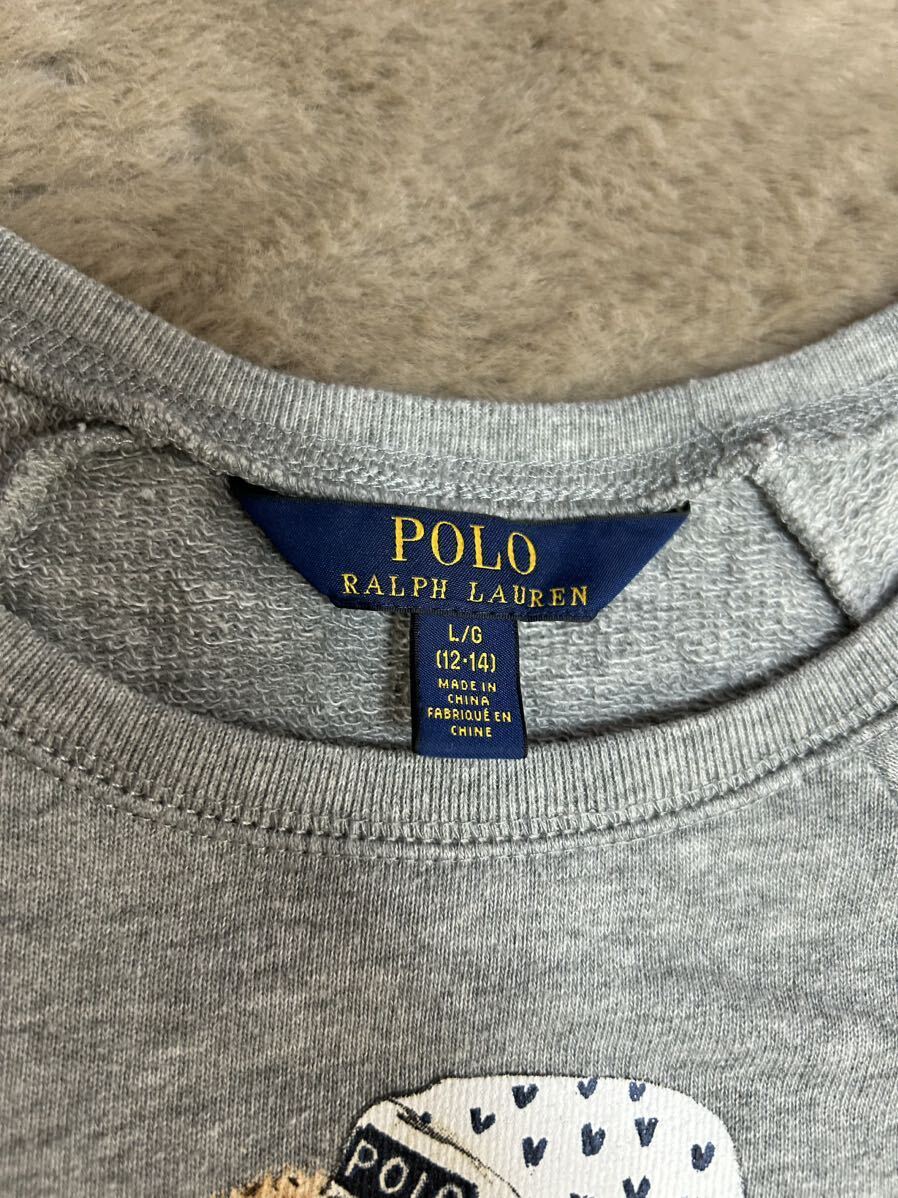 POLO
RALPH LAUREN
L/G
(12·14)
MADE IN
CHINA
FABRIQUÉ EN
CHINE
POLO